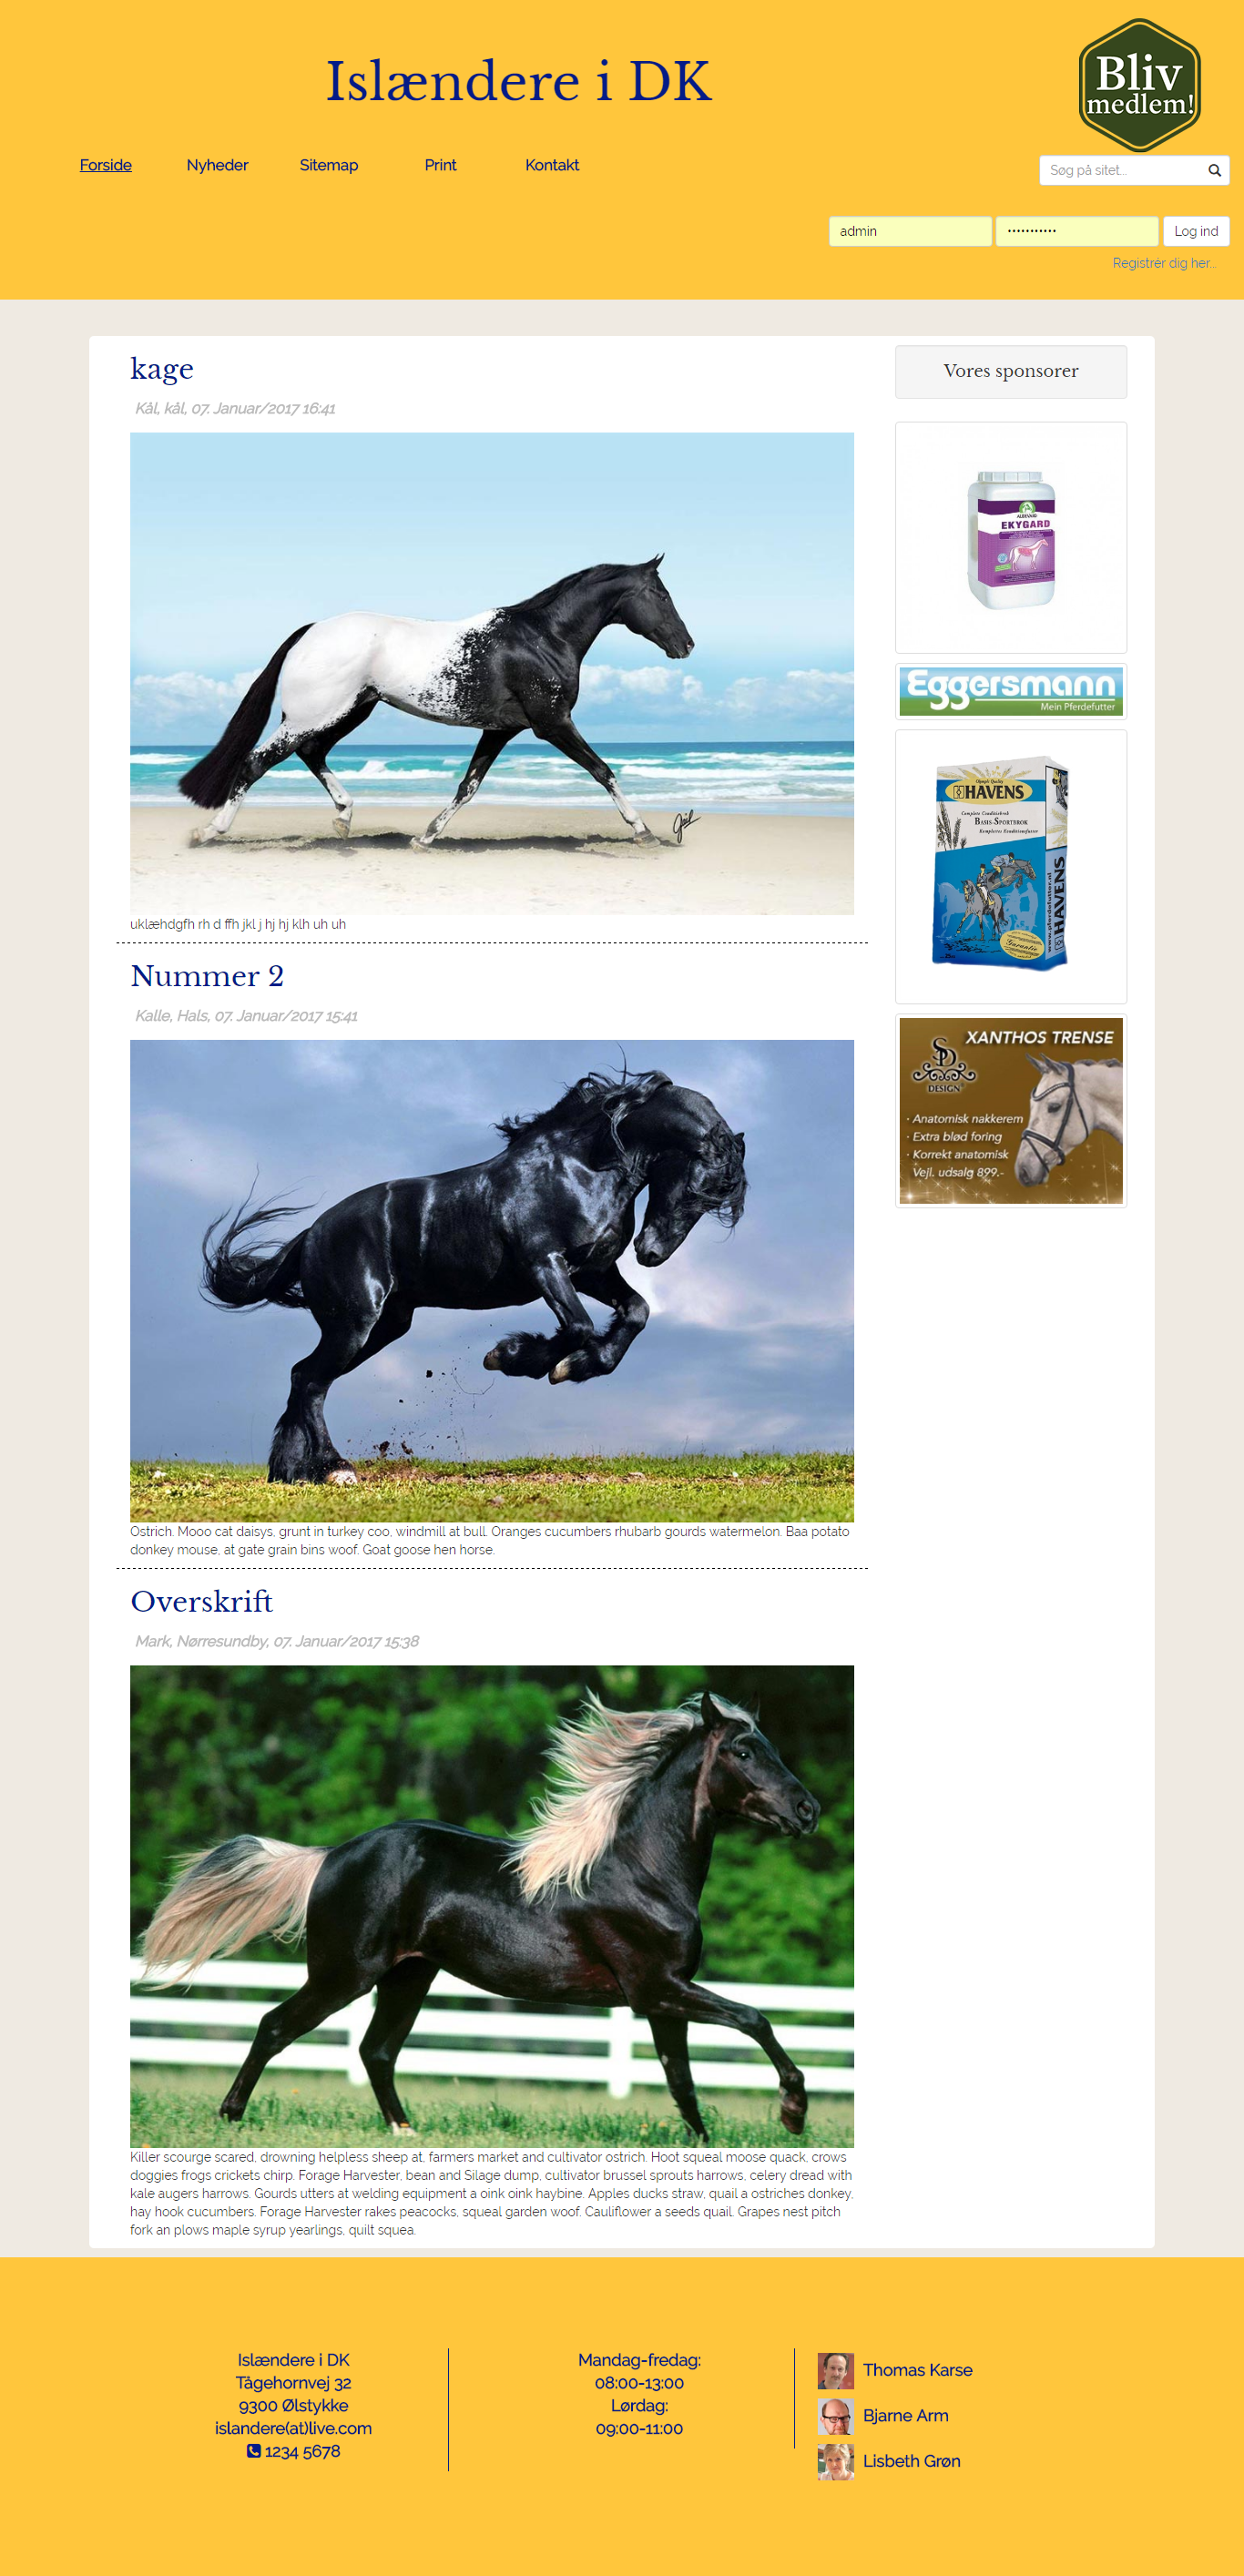 Islændere i DK
Bliv
medlem!
Forside
Nyheder
Sitemap
Print
Kontakt
Søg på sitet...
admin
•••••••••••
Log ind
Registrér dig her...
kage
Kål, kål, 07. Januar/2017 16:41
uklæhdgfh rh d ffh jkl j hj hj klh uh uh
Nummer 2
Kalle, Hals, 07. Januar/2017 15:41
Ostrich. Mooo cat daisys, grunt in turkey coo, windmill at bull. Oranges cucumbers rhubarb gourds watermelon. Baa potato
donkey mouse, at gate grain bins woof. Goat goose hen horse.
Overskrift
Mark, Nørresundby, 07. Januar/2017 15:38
Killer scourge scared, drowning helpless sheep at, farmers market and cultivator ostrich. Hoot squeal moose quack, crows
doggies frogs crickets chirp. Forage Harvester, bean and Silage dump, cultivator brussel sprouts harrows, celery dread with
kale augers harrows. Gourds utters at welding equipment a oink oink haybine. Apples ducks straw, quail a ostriches donkey,
hay hook cucumbers. Forage Harvester rakes peacocks, squeal garden woof. Cauliflower a seeds quail. Grapes nest pitch
fork an plows maple syrup yearlings, quilt squea.
Vores sponsorer
EKYGARD
Eggersmann
Mein Pferdefutter
HAVENS
Complete Conditiebrok
BASIS-SPORTBROK
Komplettes Konditionsfutter
www.pferdefutter.nl
HAVENS
Garantie
XANTHOS TRENSE
SD
DESIGN
· Anatomisk nakkerem
· Extra blød foring
· Korrekt anatomisk
Vejl. udsalg 899.-
Islændere i DK
Tågehornvej 32
9300 Ølstykke
islandere(at)live.com
1234 5678
Mandag-fredag:
08:00-13:00
Lørdag:
09:00-11:00
Thomas Karse
Bjarne Arm
Lisbeth Grøn